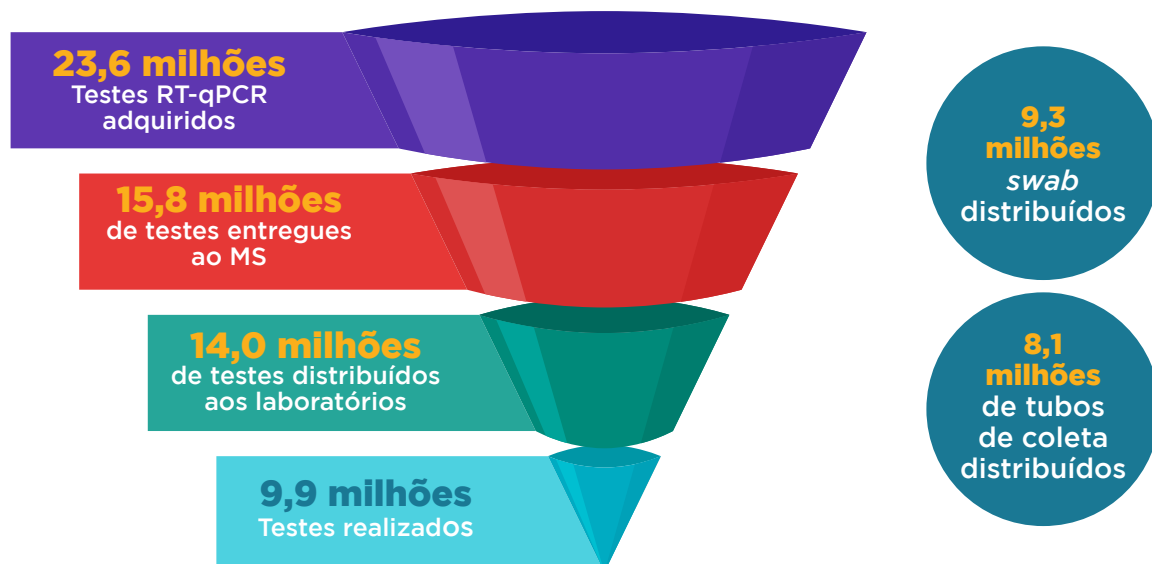 23,6 milhões
Testes RT-qPCR
adquiridos
15,8 milhões
de testes entregues
ao MS
14,0 milhões
de testes distribuídos
aos laboratórios
9,9 milhões
Testes realizados
9,3
milhões
swab
distribuídos
8,1
milhões
de tubos
de coleta
distribuídos